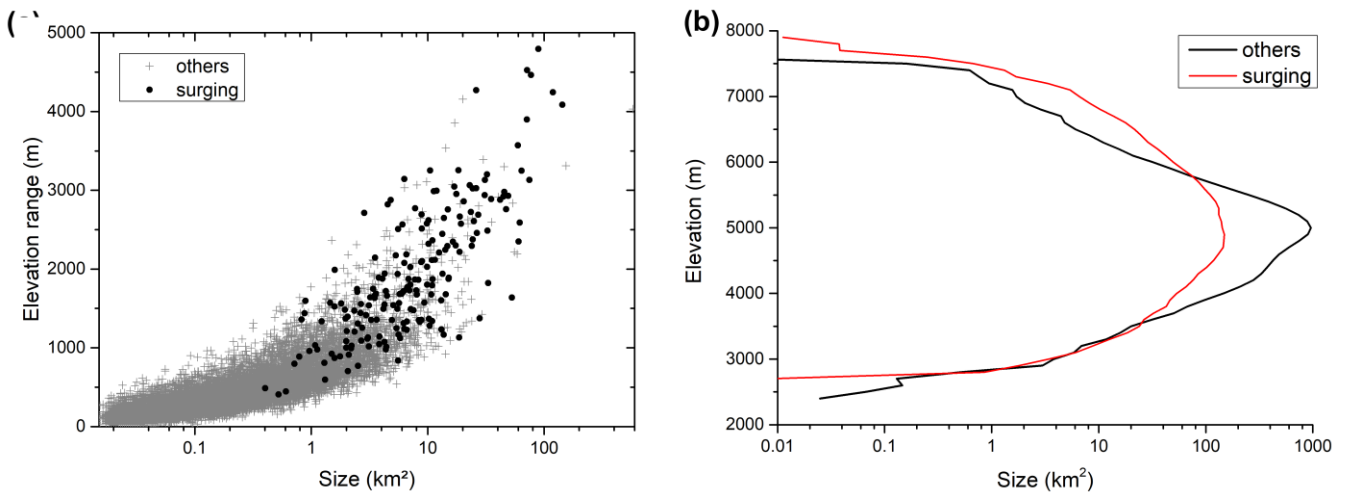 (a)
others
surging
Elevation range (m)
5000
4000
3000
2000
1000
0
0.1
1
10
100
Size (km²)
(b)
others
surging
Elevation (m)
8000
7000
6000
5000
4000
3000
2000
0.01
0.1
1
10
100
1000
Size (km²)